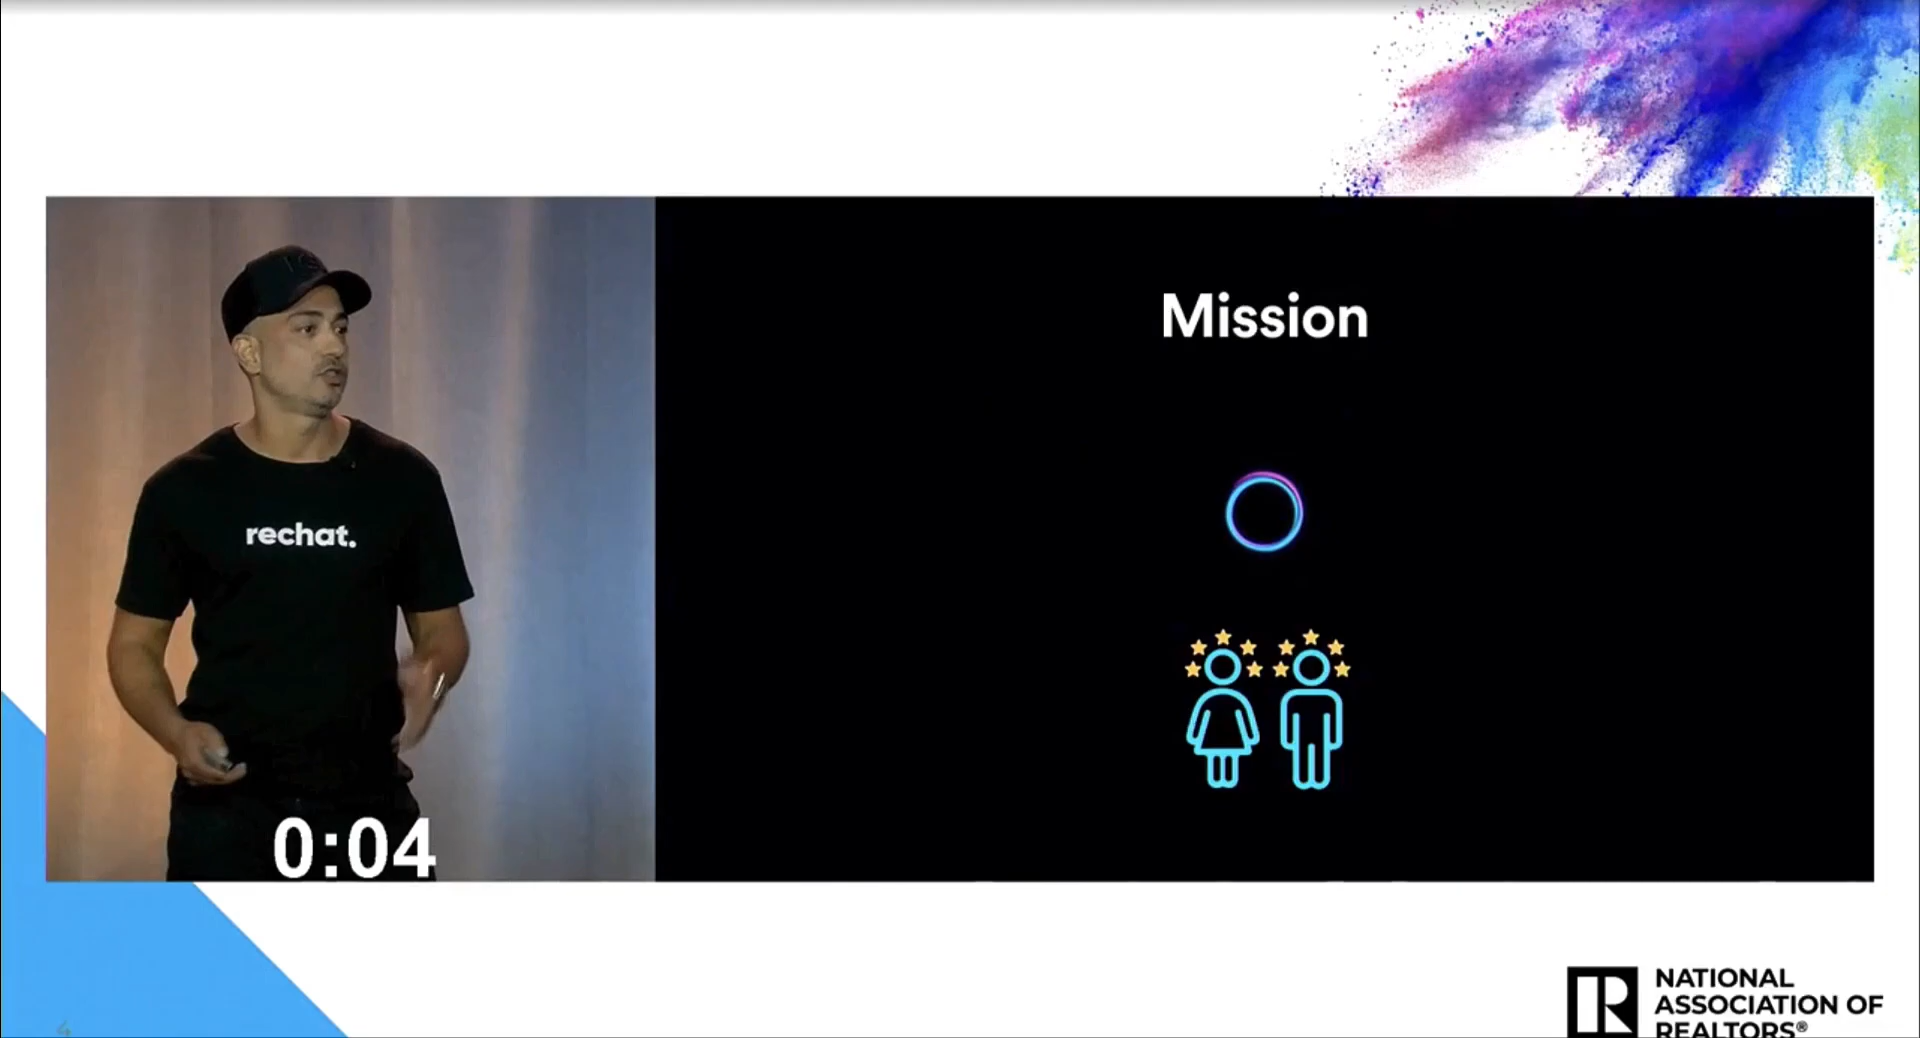 Mission
rechat.
0:04
NATIONAL
ASSOCIATION OF
REALTORS®